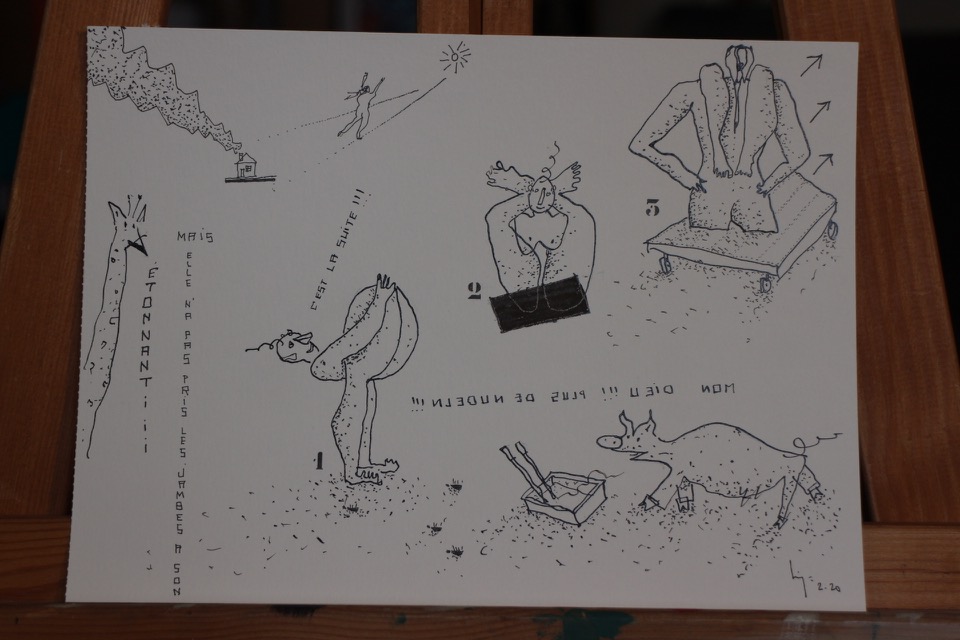 MAiS
ELLE N'A PAS PRIS LES JAMBES A SON
ETONNANT i i i
C'EST LA SUITE !!!
1
2
3
MON DIEU !!! PLUS DE NUDELN !!!
2-20